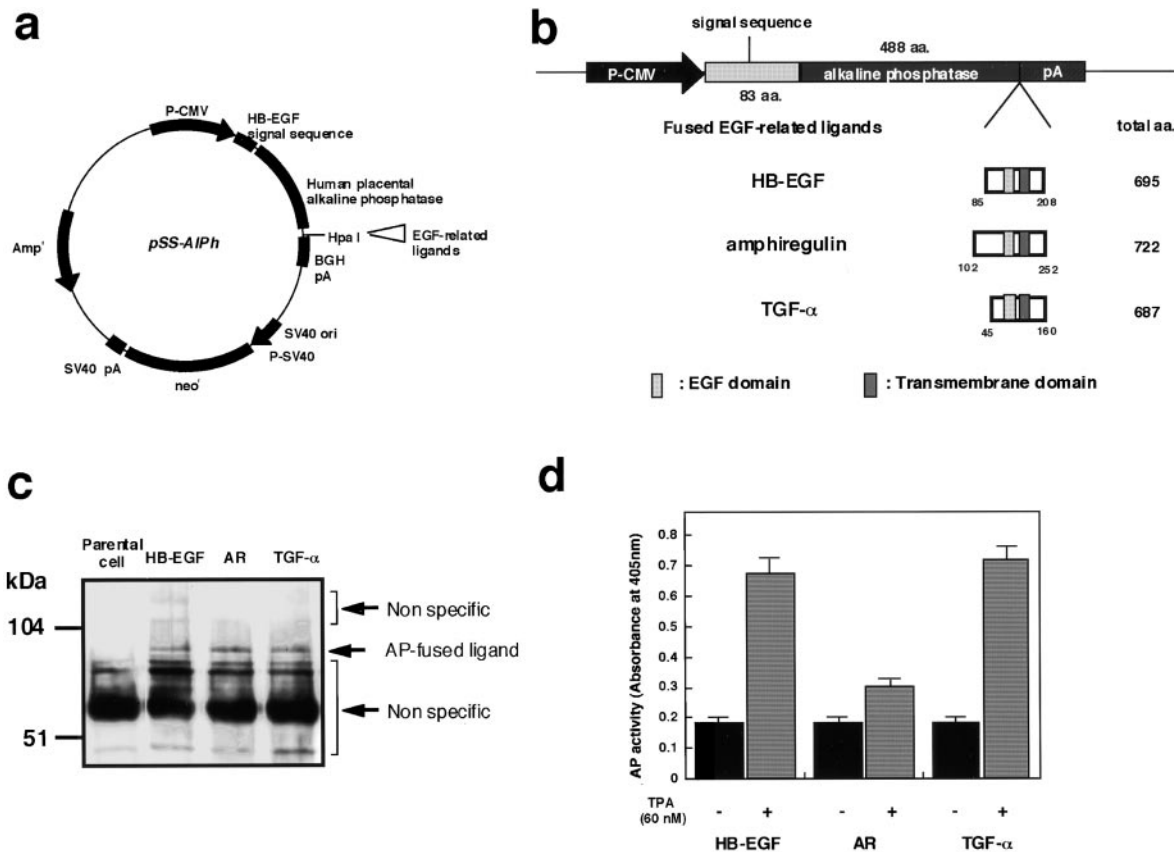 a
P-CMV
HB-EGF
signal sequence
Human placental
alkaline phosphatase
Hpa I
EGF-related
ligands
BGH
pA
SV40 ori
P-SV40
neo'
SV40 pA
Amp'
pSS-AlPh
b
signal sequence
488 aa.
P-CMV
alkaline phosphatase
pA
83 aa.
Fused EGF-related ligands
total aa.
HB-EGF
85
208
695
amphiregulin
102
252
722
TGF-α
45
160
687
: EGF domain
: Transmembrane domain
c
Parental
cell
HB-EGF
AR
TGF-α
kDa
104
51
Non specific
AP-fused ligand
Non specific
d
AP activity (Absorbance at 405nm)
0.8
0.7
0.6
0.5
0.4
0.3
0.2
0.1
0
TPA
(60 nM)
- + - + - +
HB-EGF AR TGF-α